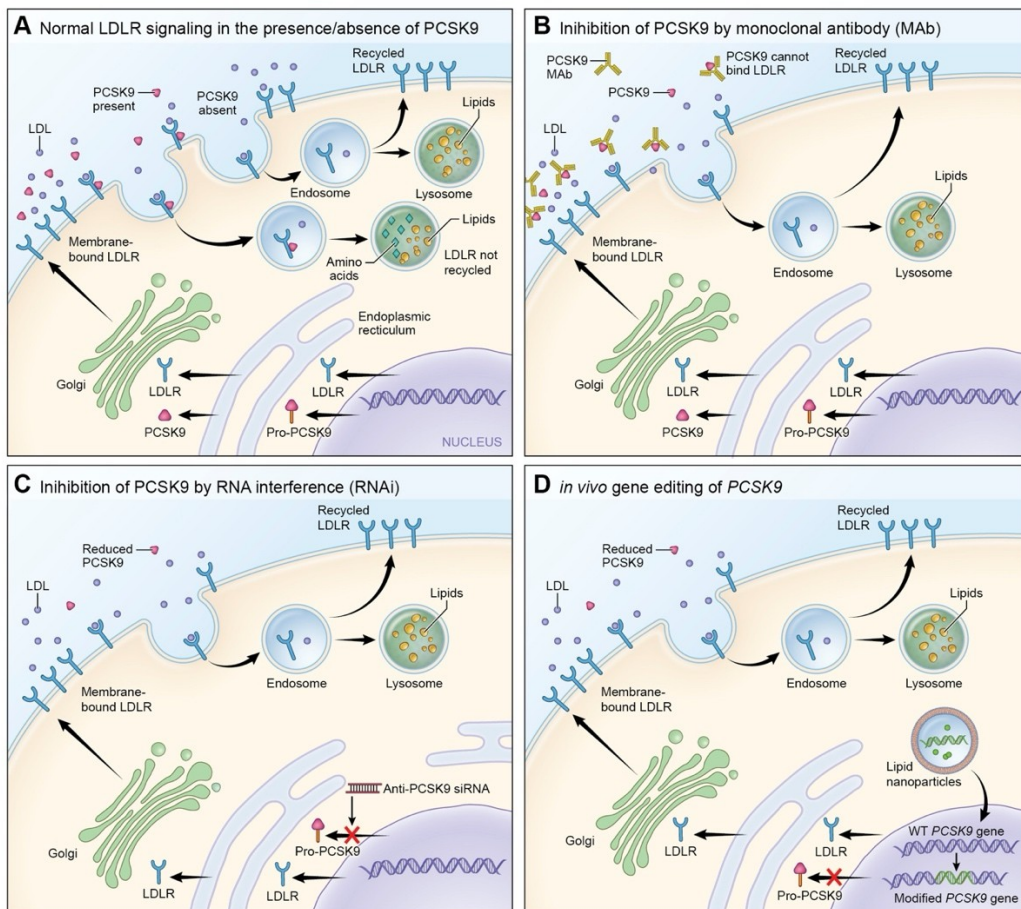 A Normal LDLR signaling in the presence/absence of PCSK9
Recycled
LDLR
PCSK9
present
PCSK9
absent
Lipids
LDL
Endosome
Lysosome
Membrane-
bound LDLR
Lipids
Amino
acids
LDLR not
recycled
Endoplasmic
recticulum
Golgi
LDLR
LDLR
PCSK9
Pro-PCSK9
NUCLEUS
B Inihibition of PCSK9 by monoclonal antibody (MAb)
PCSK9
MAb
PCSK9 cannot
bind LDLR
Recycled
LDLR
PCSK9
LDL
Lipids
Membrane-
bound LDLR
Endosome
Lysosome
Golgi
LDLR
LDLR
PCSK9
Pro-PCSK9
C Inihibition of PCSK9 by RNA interference (RNAi)
Recycled
LDLR
Reduced
PCSK9
LDL
Lipids
Endosome
Lysosome
Membrane-
bound LDLR
Anti-PCSK9 siRNA
Pro-PCSK9
Golgi
LDLR
LDLR
D in vivo gene editing of PCSK9
Recycled
LDLR
Reduced
PCSK9
LDL
Lipids
Endosome
Lysosome
Membrane-
bound LDLR
Lipid
nanoparticles
Golgi
LDLR
LDLR
WT PCSK9 gene
Pro-PCSK9
Modified PCSK9 gene